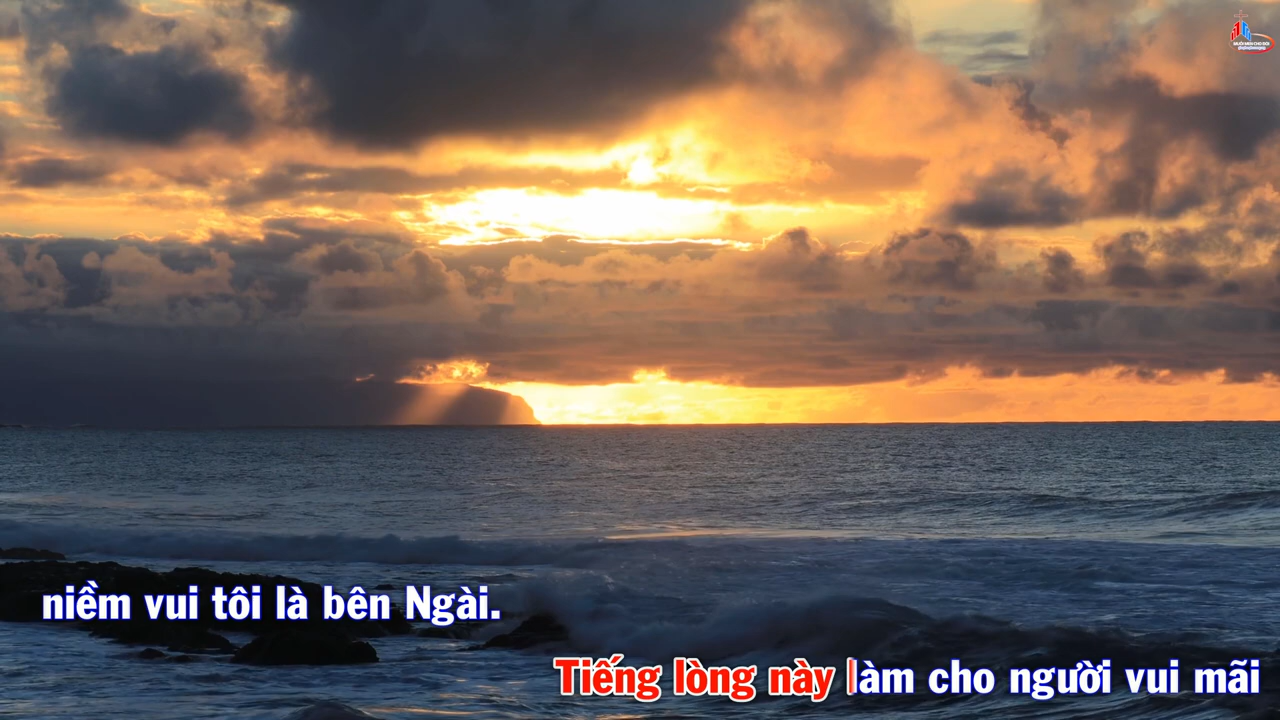 niềm vui tôi là bên Ngài.
Tiếng lòng này làm cho người vui mãi